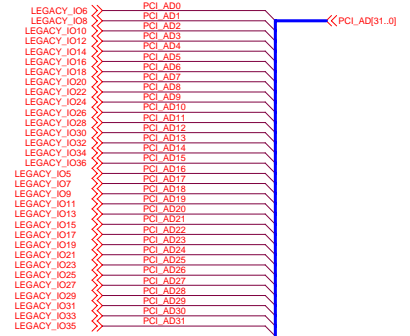 LEGACY_IO6 PCI_AD0
LEGACY_IO8 PCI_AD1 PCI_AD[31..0]
LEGACY_IO10 PCI_AD2
LEGACY_IO12 PCI_AD3
LEGACY_IO14 PCI_AD4
LEGACY_IO16 PCI_AD5
LEGACY_IO18 PCI_AD6
LEGACY_IO20 PCI_AD7
LEGACY_IO22 PCI_AD8
LEGACY_IO24 PCI_AD9
LEGACY_IO26 PCI_AD10
LEGACY_IO28 PCI_AD11
LEGACY_IO30 PCI_AD12
LEGACY_IO32 PCI_AD13
LEGACY_IO34 PCI_AD14
LEGACY_IO36 PCI_AD15
LEGACY_IO5 PCI_AD16
LEGACY_IO7 PCI_AD17
LEGACY_IO9 PCI_AD18
LEGACY_IO11 PCI_AD19
LEGACY_IO13 PCI_AD20
LEGACY_IO15 PCI_AD21
LEGACY_IO17 PCI_AD22
LEGACY_IO19 PCI_AD23
LEGACY_IO21 PCI_AD24
LEGACY_IO23 PCI_AD25
LEGACY_IO25 PCI_AD26
LEGACY_IO27 PCI_AD27
LEGACY_IO29 PCI_AD28
LEGACY_IO31 PCI_AD29
LEGACY_IO33 PCI_AD30
LEGACY_IO35 PCI_AD31